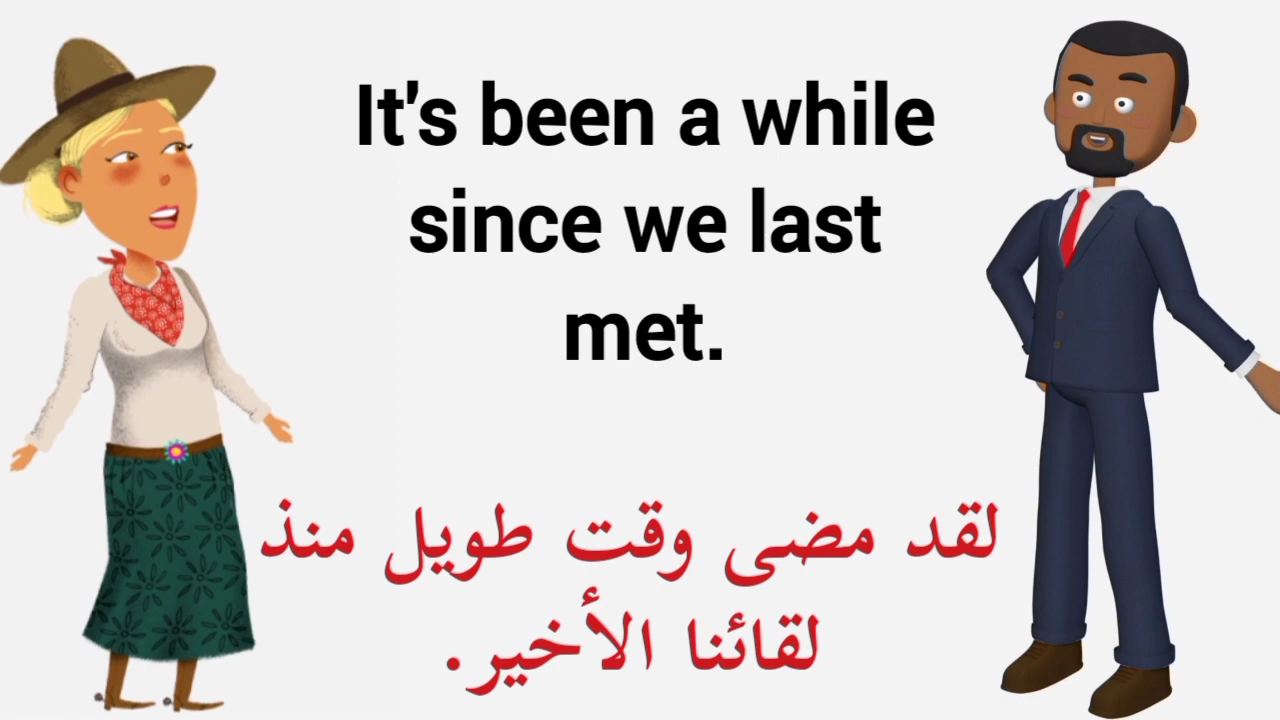 It's been a while
since we last
met.
لقد مضى وقت طويل منذ
لقائنا الأخير.